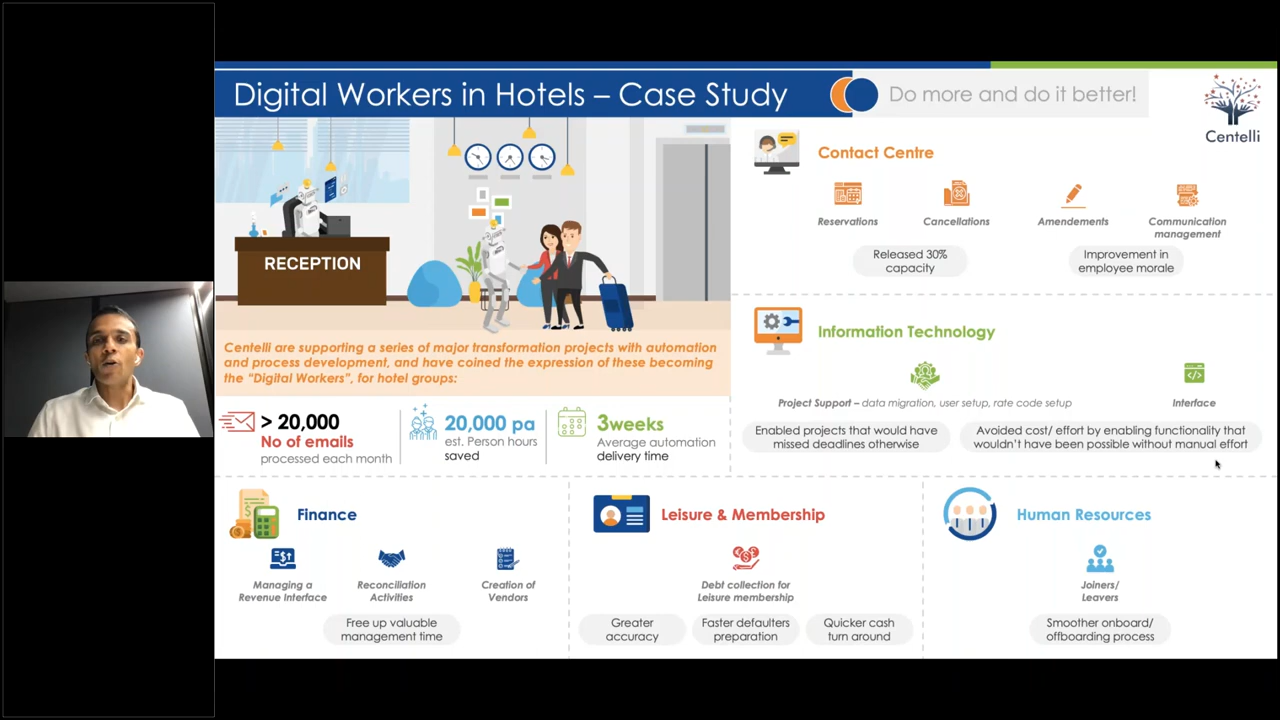 Digital Workers in Hotels – Case Study
Do more and do it better!
Centelli
RECEPTION
Centelli are supporting a series of major transformation projects with automation
and process development, and have coined the expression of these becoming
the "Digital Workers", for hotel groups:
> 20,000
No of emails
processed each month
20,000 pa
est. Person hours
saved
3weeks
Average automation
delivery time
Contact Centre
Reservations
Cancellations
Amendements
Communication
management
Released 30%
capacity
Improvement in
employee morale
Information Technology
Project Support – data migration, user setup, rate code setup
Interface
Enabled projects that would have
missed deadlines otherwise
Avoided cost/ effort by enabling functionality that
wouldn't have been possible without manual effort
Finance
Managing a
Revenue Interface
Reconciliation
Activities
Creation of
Vendors
Free up valuable
management time
Leisure & Membership
Debt collection for
Leisure membership
Greater
accuracy
Faster defaulters
preparation
Quicker cash
turn around
Human Resources
Joiners/
Leavers
Smoother onboard/
offboarding process